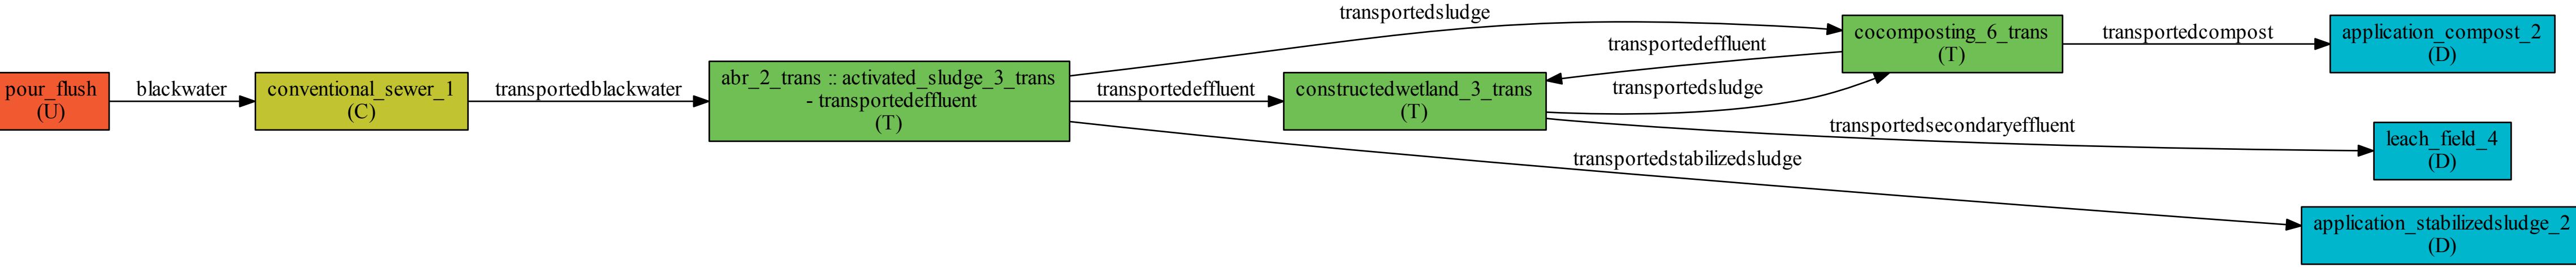 pour_flush
(U)
blackwater
conventional_sewer_1
(C)
transportedblackwater
abr_2_trans :: activated_sludge_3_trans
- transportedeffluent
(T)
transportedsludge
transportedeffluent
transportedstabilizedsludge
constructedwetland_3_trans
(T)
transportedeffluent
transportedsludge
transportedsecondaryeffluent
cocomposting_6_trans
(T)
transportedcompost
application_compost_2
(D)
leach_field_4
(D)
application_stabilizedsludge_2
(D)